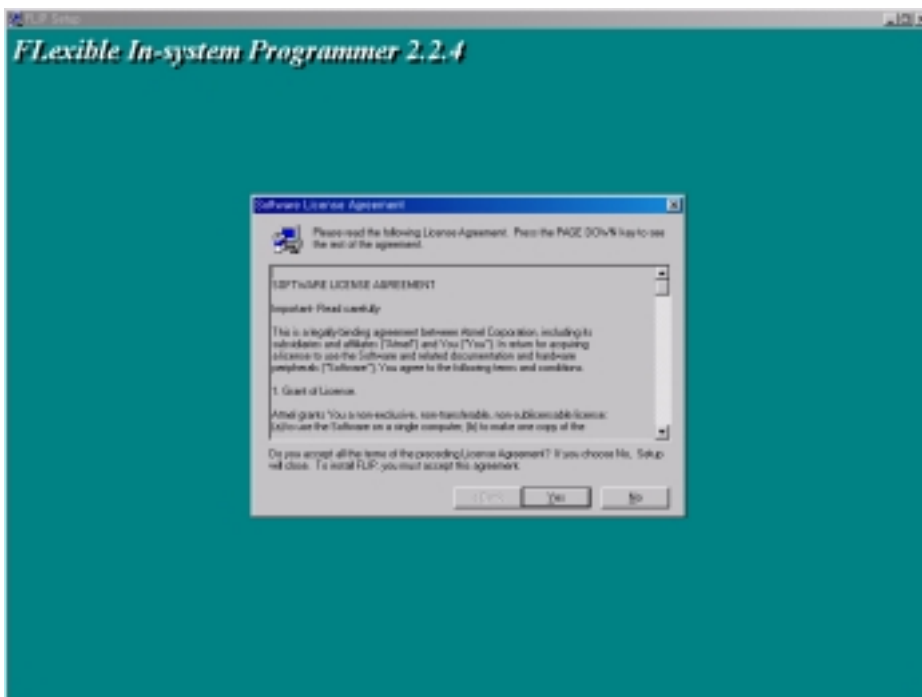 FLIP Setup
FLexible In-system Programmer 2.2.4
Software License Agreement
Please read the following License Agreement. Press the PAGE DOWN key to see
the rest of the agreement.
SOFTWARE LICENSE AGREEMENT
Important- Read carefully
This is a legally binding agreement between Atmel Corporation, including its
subsidiaries and affiliates ("Atmel") and You ("You"). In return for acquiring
a license to use the Software and related documentation and hardware
peripherals ("Software"), You agree to the following terms and conditions.
1. Grant of License.
Atmel grants You a non-exclusive, non-transferable, non-sublicensable license:
(a) to use the Software on a single computer; (b) to make one copy of the
Do you accept all the terms of the preceding License Agreement? If you choose No, Setup
will close. To install FLIP, you must accept this agreement.
< Back
Yes
No